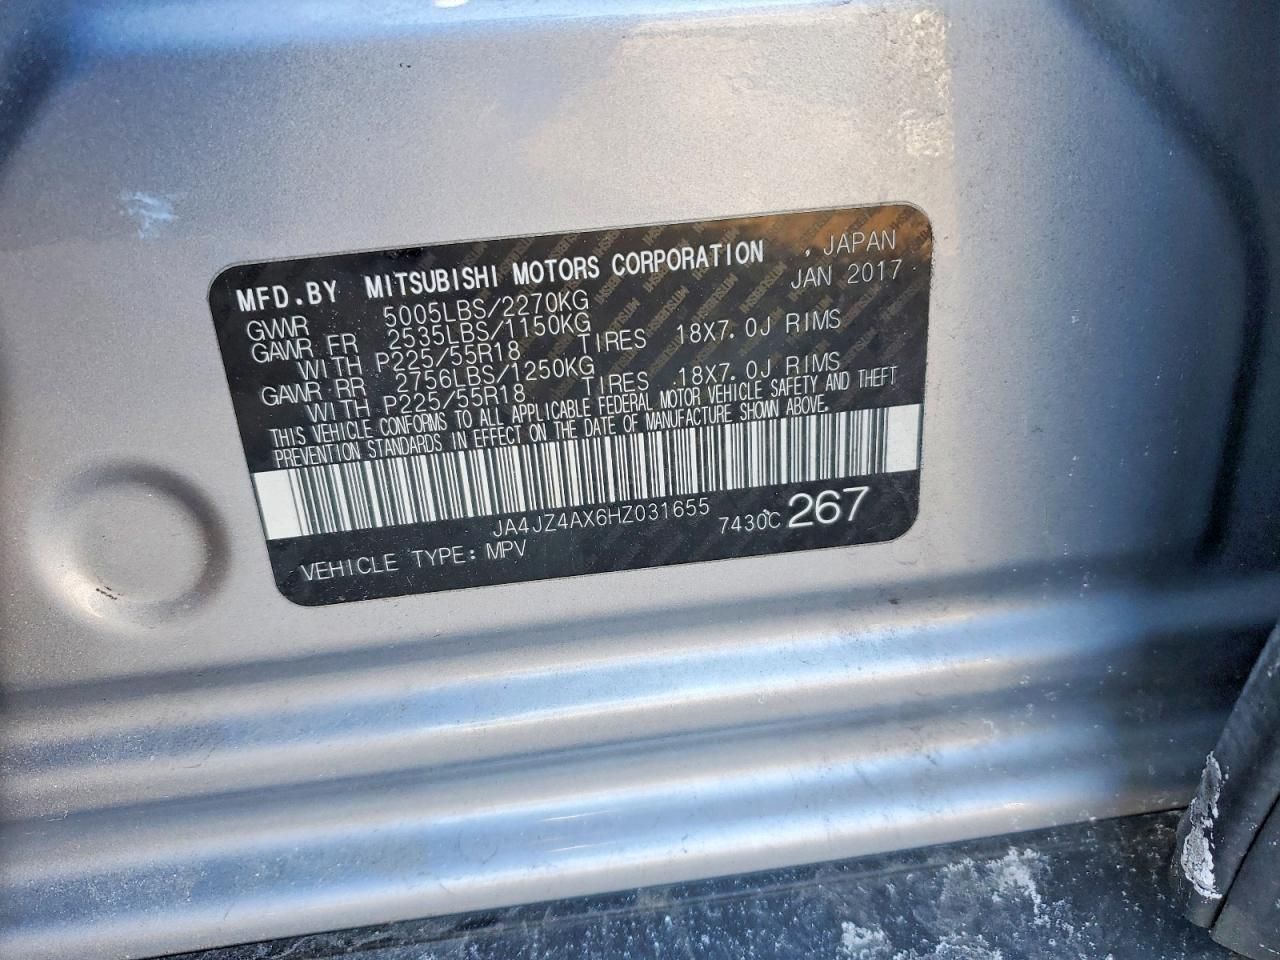 MFD.BY MITSUBISHI MOTORS CORPORATION , JAPAN
JAN 2017
GWVR 5005LBS/2270KG
GAWR FR 2535LBS/1150KG
WITH P225/55R18 TIRES 18X7.0J RIMS
GAWR RR 2756LBS/1250KG
WITH P225/55R18 TIRES 18X7.0J RIMS
THIS VEHICLE CONFORMS TO ALL APPLICABLE FEDERAL MOTOR VEHICLE SAFETY AND THEFT
PREVENTION STANDARDS IN EFFECT ON THE DATE OF MANUFACTURE SHOWN ABOVE.
JA4JZ4AX6HZ031655 7430C 267
VEHICLE TYPE: MPV